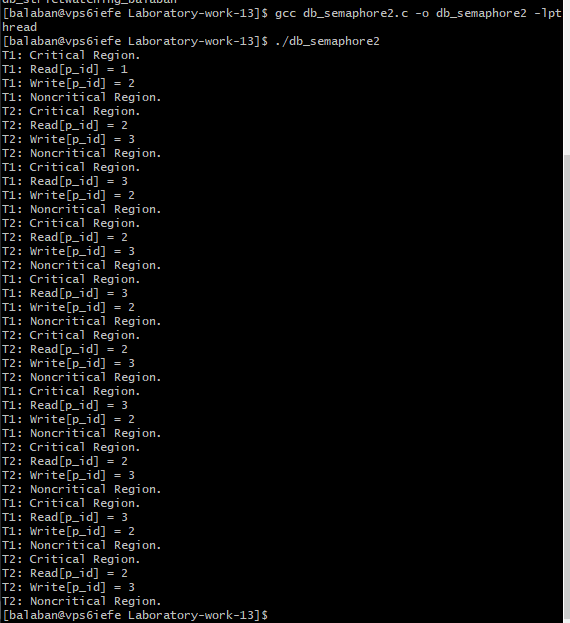 [balaban@vps6iefe Laboratory-work-13]$ gcc db_semaphore2.c -o db_semaphore2 -lpt
hread
[balaban@vps6iefe Laboratory-work-13]$ ./db_semaphore2
T1: Critical Region.
T1: Read[p_id] = 1
T1: Write[p_id] = 2
T1: Noncritical Region.
T2: Critical Region.
T2: Read[p_id] = 2
T2: Write[p_id] = 3
T2: Noncritical Region.
T1: Critical Region.
T1: Read[p_id] = 3
T1: Write[p_id] = 2
T1: Noncritical Region.
T2: Critical Region.
T2: Read[p_id] = 2
T2: Write[p_id] = 3
T2: Noncritical Region.
T1: Critical Region.
T1: Read[p_id] = 3
T1: Write[p_id] = 2
T1: Noncritical Region.
T2: Critical Region.
T2: Read[p_id] = 2
T2: Write[p_id] = 3
T2: Noncritical Region.
T1: Critical Region.
T1: Read[p_id] = 3
T1: Write[p_id] = 2
T1: Noncritical Region.
T2: Critical Region.
T2: Read[p_id] = 2
T2: Write[p_id] = 3
T2: Noncritical Region.
T1: Critical Region.
T1: Read[p_id] = 3
T1: Write[p_id] = 2
T1: Noncritical Region.
T2: Critical Region.
T2: Read[p_id] = 2
T2: Write[p_id] = 3
T2: Noncritical Region.
[balaban@vps6iefe Laboratory-work-13]$